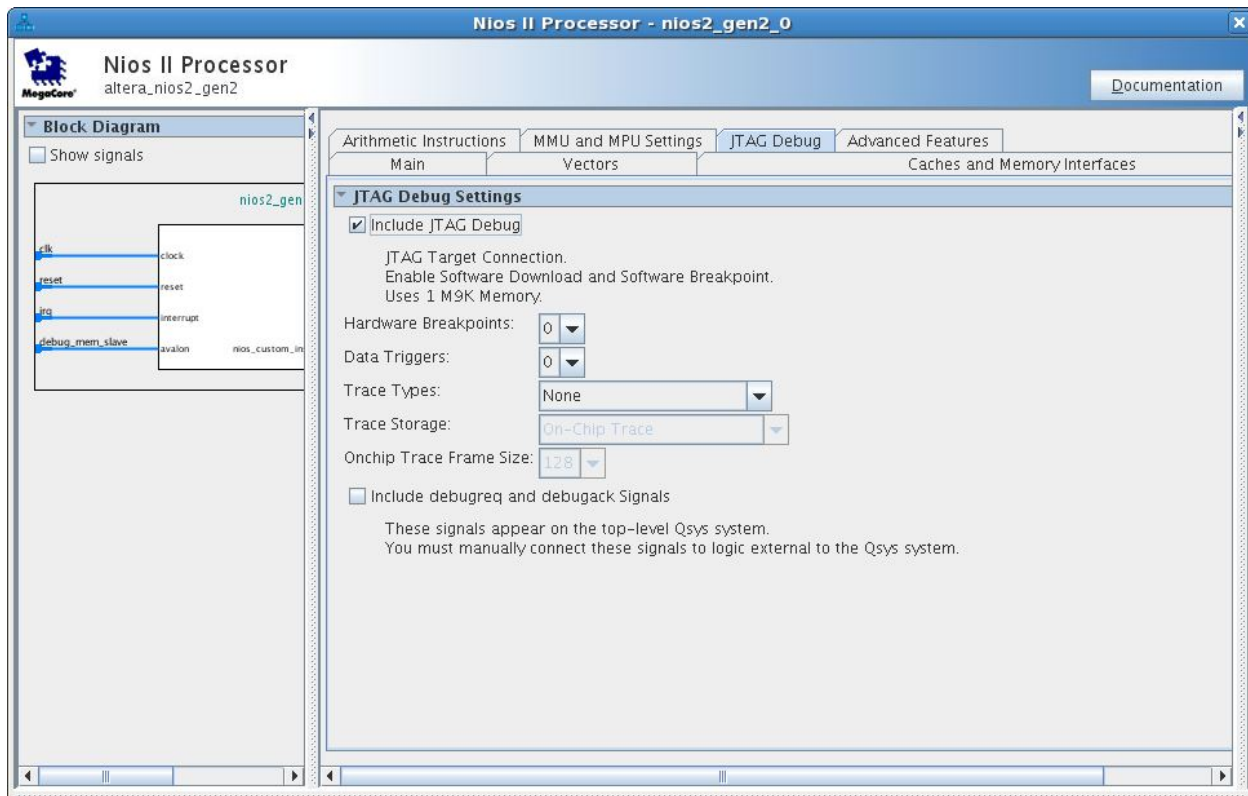 Nios II Processor - nios2_gen2_0
Nios II Processor
altera_nios2_gen2
MegaCore®
Documentation
Block Diagram
Show signals
nios2_gen
clk
clock
reset
reset
irq
interrupt
debug_mem_slave
avalon
nios_custom_in
Arithmetic Instructions
MMU and MPU Settings
JTAG Debug
Advanced Features
Main
Vectors
Caches and Memory Interfaces
JTAG Debug Settings
Include JTAG Debug
JTAG Target Connection.
Enable Software Download and Software Breakpoint.
Uses 1 M9K Memory.
Hardware Breakpoints: 0
Data Triggers: 0
Trace Types: None
Trace Storage: On-Chip Trace
Onchip Trace Frame Size: 128
Include debugreq and debugack Signals
These signals appear on the top-level Qsys system.
You must manually connect these signals to logic external to the Qsys system.